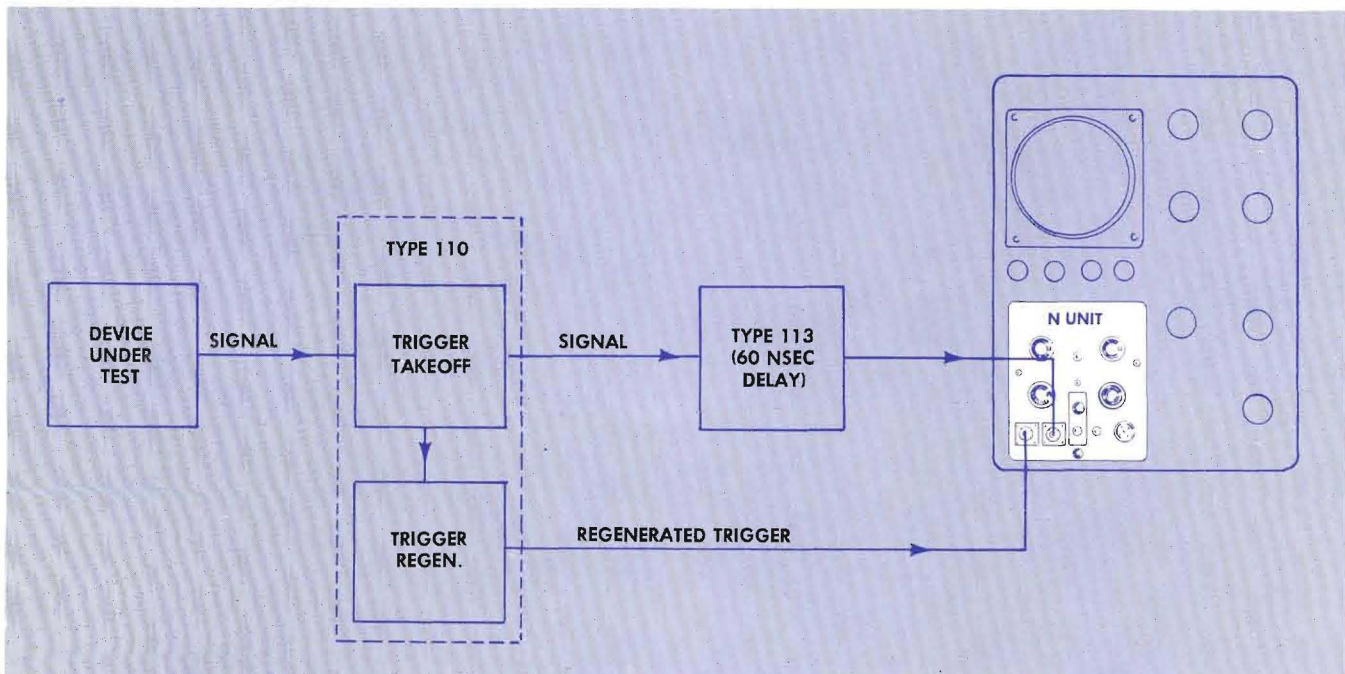 TYPE 110
DEVICE
UNDER
TEST
SIGNAL
TRIGGER
TAKEOFF
SIGNAL
TYPE 113
(60 NSEC
DELAY)
N UNIT
TRIGGER
REGEN.
REGENERATED TRIGGER